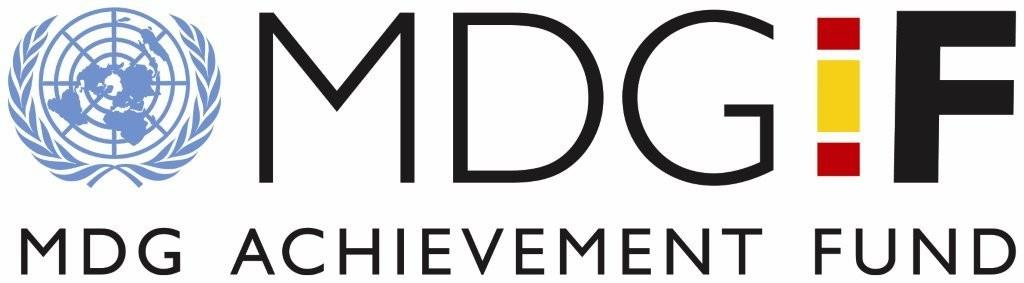 MDGIF
MDG ACHIEVEMENT FUND